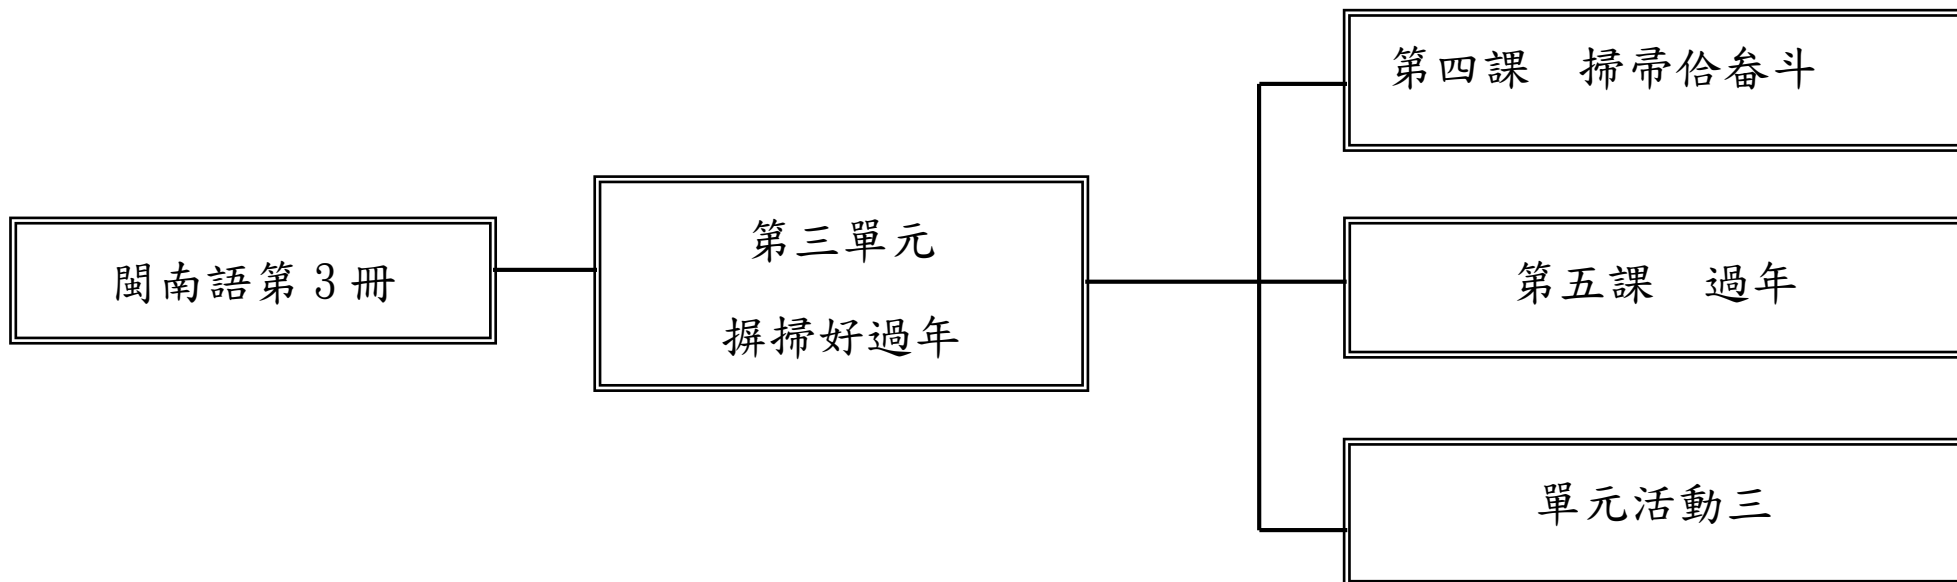 閩南語第3冊
第三單元
摒掃好過年
第四課　掃帚佮畚斗
第五課　過年
單元活動三